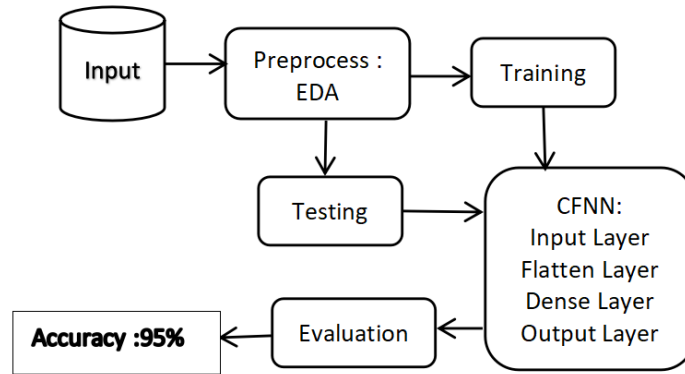 Input
Preprocess :
EDA
Training
Testing
CFNN:
Input Layer
Flatten Layer
Dense Layer
Output Layer
Evaluation
Accuracy :95%